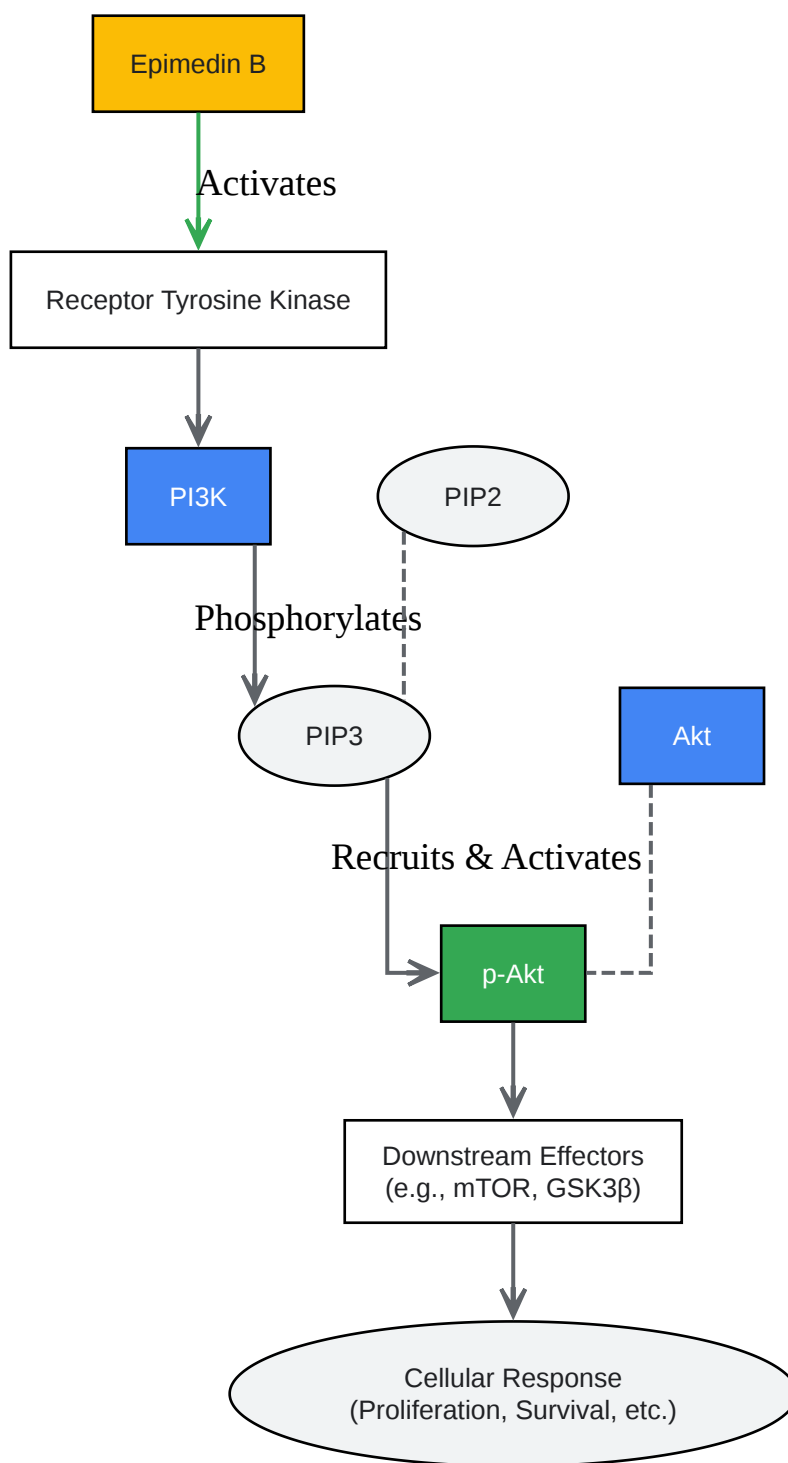 Epimedin B
Activates
Receptor Tyrosine Kinase
PI3K
PIP2
Phosphorylates
PIP3
Akt
Recruits & Activates
p-Akt
Downstream Effectors
(e.g., mTOR, GSK3β)
Cellular Response
(Proliferation, Survival, etc.)